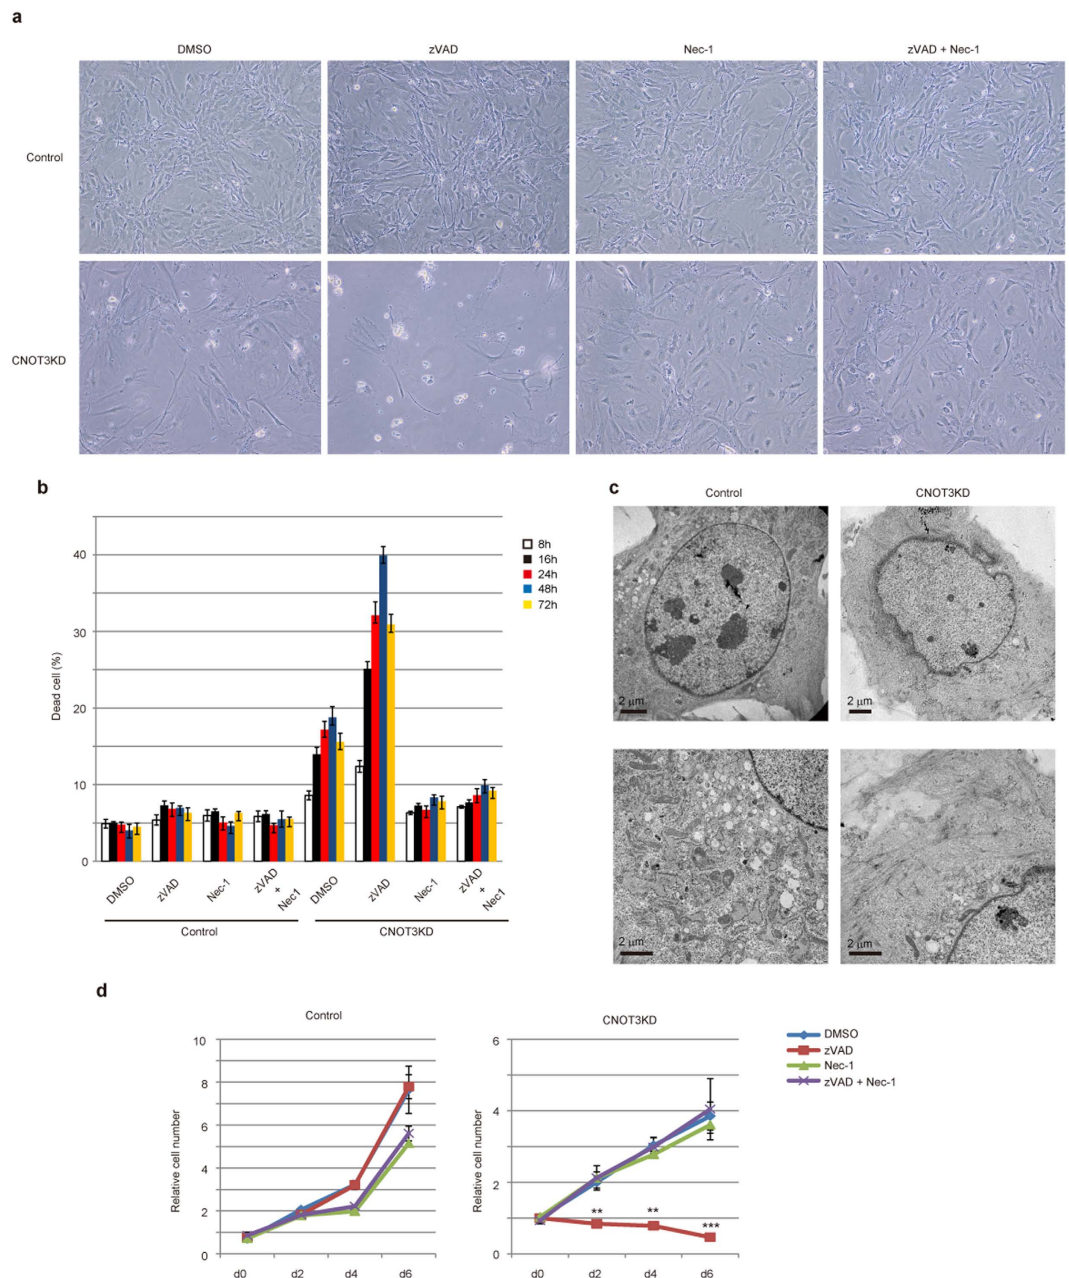 a
DMSO
zVAD
Nec-1
zVAD + Nec-1
Control
CNOT3KD
b
Dead cell (%)
40
30
20
10
0
8h
16h
24h
48h
72h
DMSO
zVAD
Nec-1
zVAD
+
Nec1
DMSO
zVAD
Nec-1
zVAD
+
Nec1
Control
CNOT3KD
c
Control
CNOT3KD
2 μm
2 μm
2 μm
2 μm
d
Control
Relative cell number
10
8
6
4
2
0
d0
d2
d4
d6
CNOT3KD
Relative cell number
6
4
2
0
**
**
***
d0
d2
d4
d6
DMSO
zVAD
Nec-1
zVAD + Nec-1